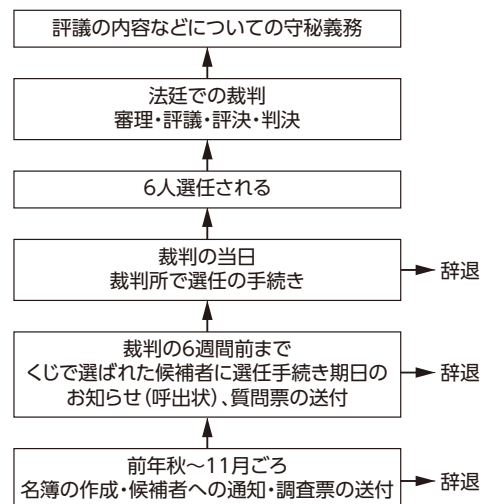 評議の内容などについての守秘義務
法廷での裁判
審理・評議・評決・判決
6人選任される
裁判の当日
裁判所で選任の手続き
辞退
裁判の6週間前まで
くじで選ばれた候補者に選任手続き期日の
お知らせ（呼出状）、質問票の送付
辞退
前年秋～11月ごろ
名簿の作成・候補者への通知・調査票の送付
辞退